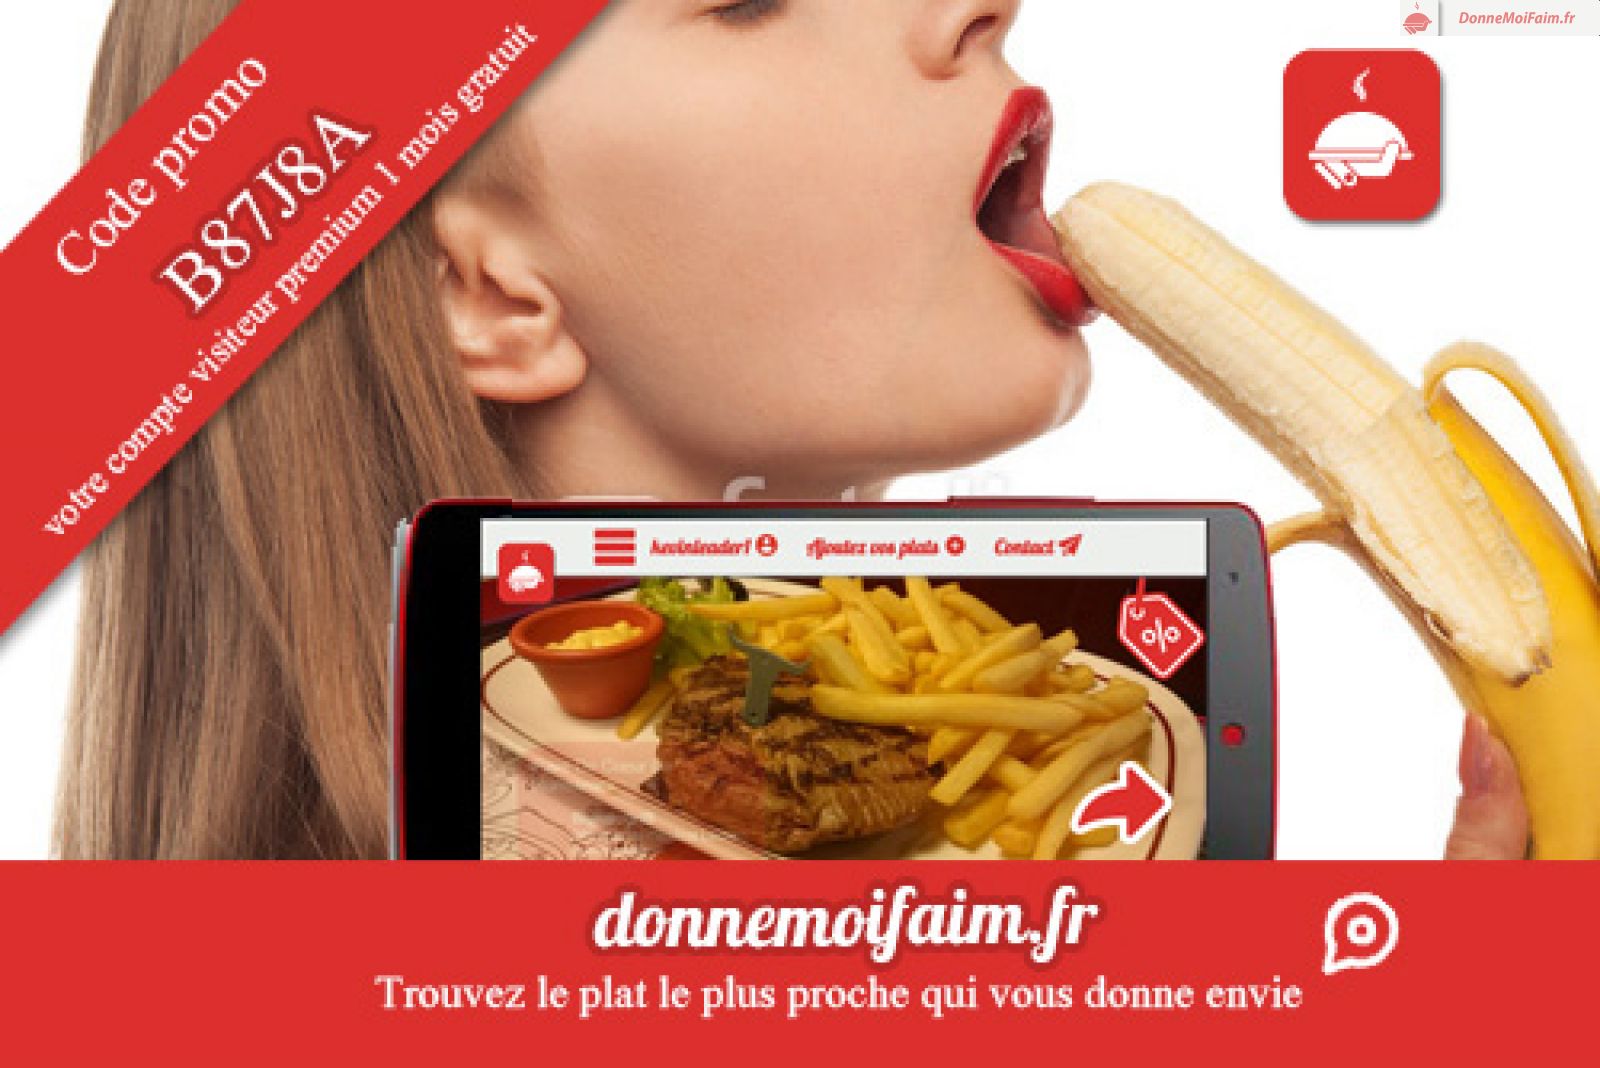 DonneMoiFaim.fr
Code promo
B87J8A
votre compte visiteur premium 1 mois gratuit
kevinleader1
Ajoutez vos plats
Contact
%
donnemoifaim.fr
Trouvez le plat le plus proche qui vous donne envie